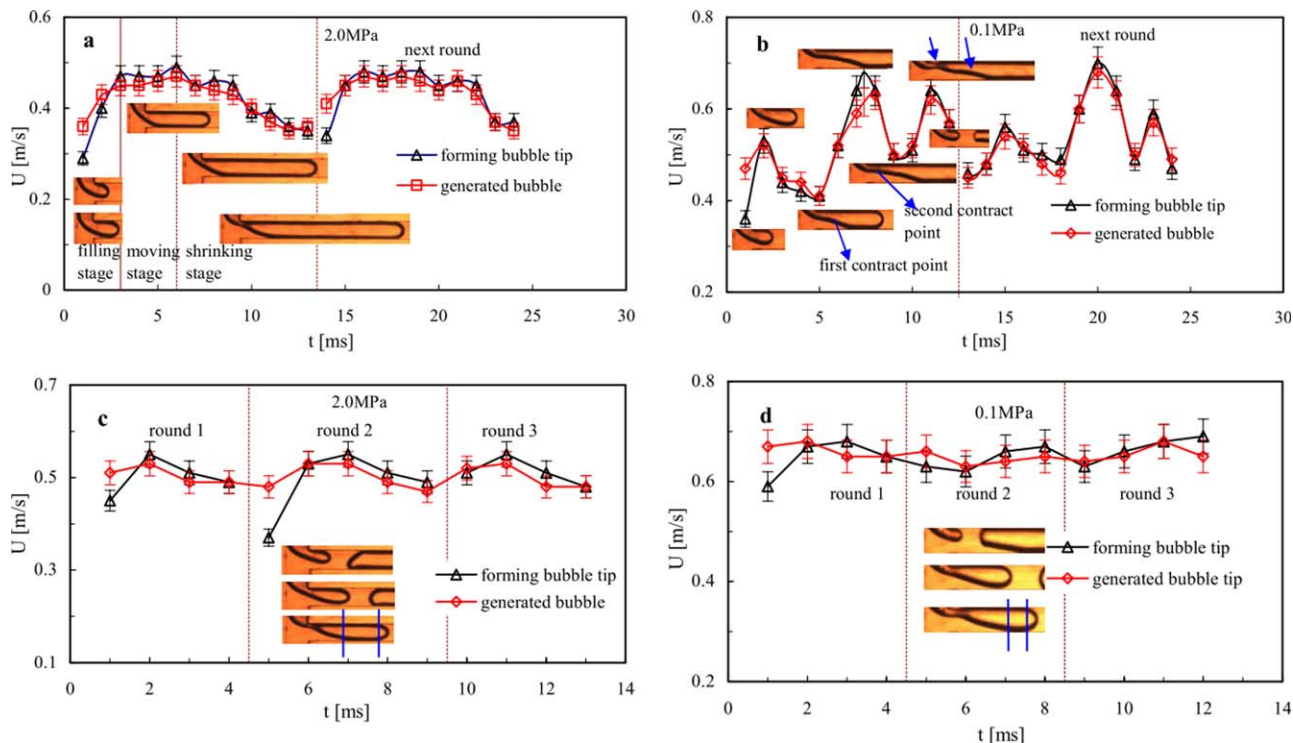 a
2.0MPa
next round
forming bubble tip
generated bubble
filling
stage
moving
stage
shrinking
stage
U [m/s]
0.6
0.4
0.2
0
0
5
10
15
20
25
30
t [ms]
b
0.1MPa
next round
second contract
point
first contract point
forming bubble tip
generated bubble
U [m/s]
0.8
0.6
0.4
0.2
0
5
10
15
20
25
30
t [ms]
c
2.0MPa
round 1
round 2
round 3
forming bubble tip
generated bubble
U [m/s]
0.7
0.5
0.3
0.1
0
2
4
6
8
10
12
14
t [ms]
d
0.1MPa
round 1
round 2
round 3
forming bubble tip
generated bubble tip
U [m/s]
0.8
0.6
0.4
0.2
0
2
4
6
8
10
12
14
t [ms]